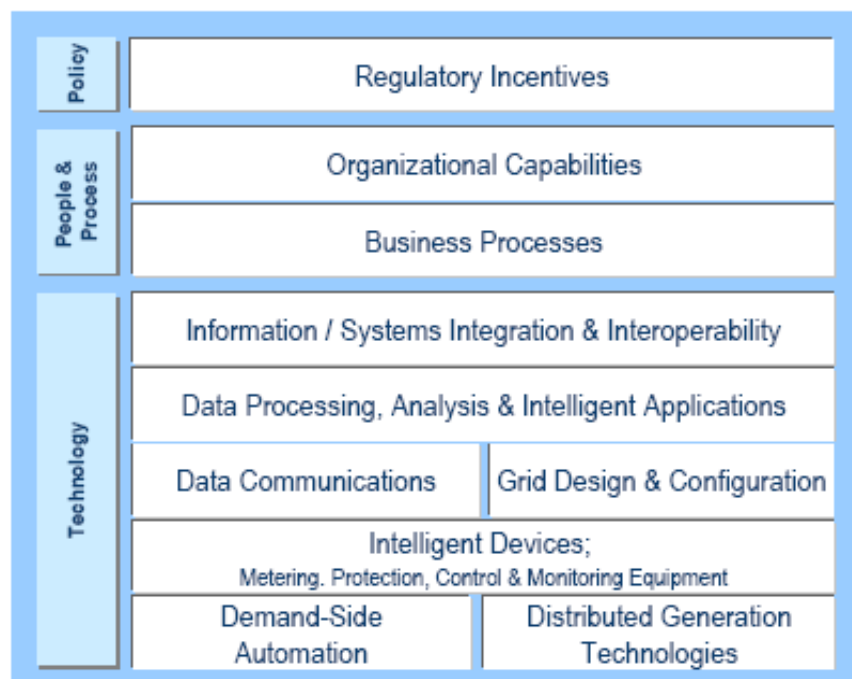 Policy
Regulatory Incentives
People &
Process
Organizational Capabilities
Business Processes
Technology
Information / Systems Integration & Interoperability
Data Processing, Analysis & Intelligent Applications
Data Communications
Grid Design & Configuration
Intelligent Devices;
Metering. Protection, Control & Monitoring Equipment
Demand-Side
Automation
Distributed Generation
Technologies